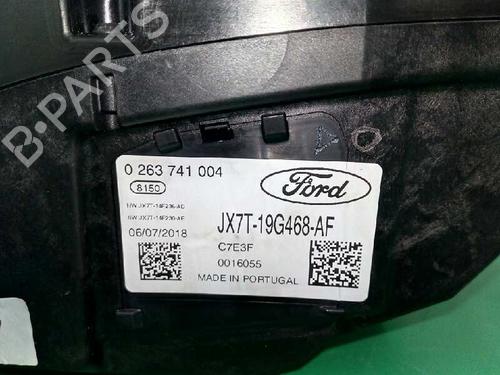 B-PARTS
0 263 741 004
8150
Ford
06/07/2018
JX7T-19G468-AF
C7E3F
0016055
MADE IN PORTUGAL